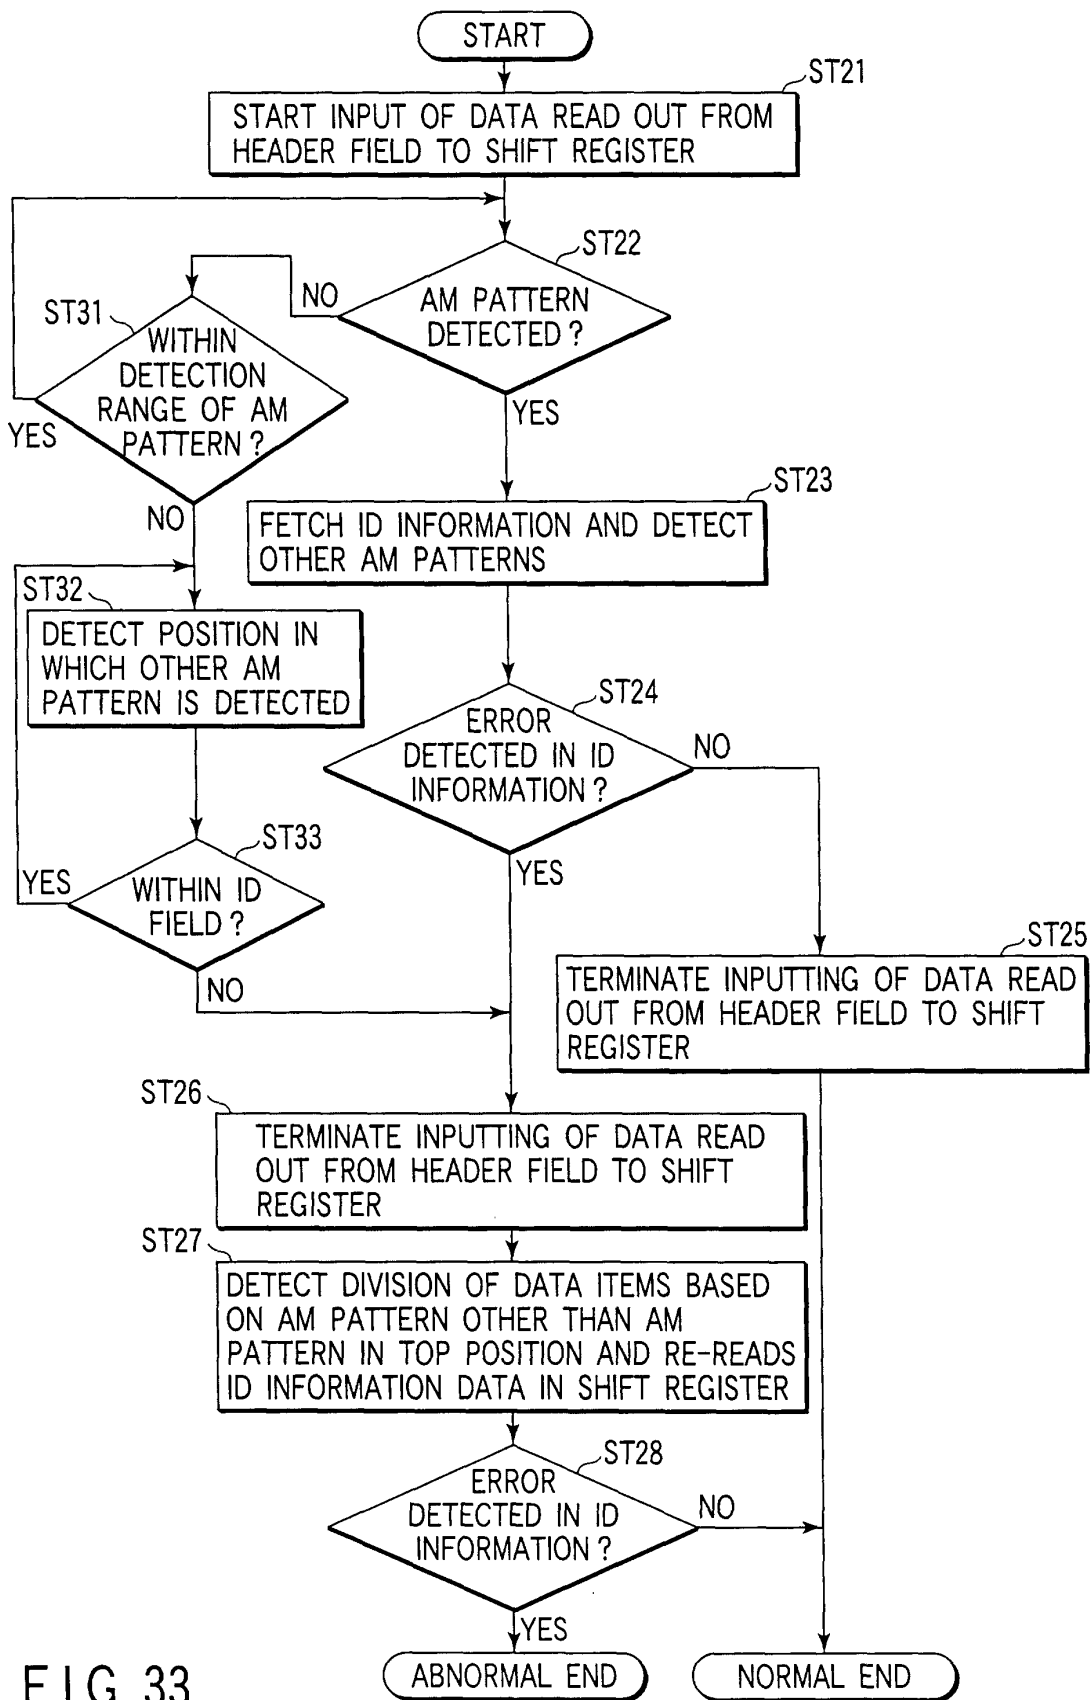 START
ST21
START INPUT OF DATA READ OUT FROM
HEADER FIELD TO SHIFT REGISTER
ST22
AM PATTERN
DETECTED?
NO
YES
ST31
WITHIN
DETECTION
RANGE OF AM
PATTERN?
YES
NO
ST23
FETCH ID INFORMATION AND DETECT
OTHER AM PATTERNS
ST32
DETECT POSITION IN
WHICH OTHER AM
PATTERN IS DETECTED
ST24
ERROR
DETECTED IN ID
INFORMATION?
NO
YES
ST33
WITHIN ID
FIELD?
YES
NO
ST25
TERMINATE INPUTTING OF DATA READ
OUT FROM HEADER FIELD TO SHIFT
REGISTER
ST26
TERMINATE INPUTTING OF DATA READ
OUT FROM HEADER FIELD TO SHIFT
REGISTER
ST27
DETECT DIVISION OF DATA ITEMS BASED
ON AM PATTERN OTHER THAN AM
PATTERN IN TOP POSITION AND RE-READS
ID INFORMATION DATA IN SHIFT REGISTER
ST28
ERROR
DETECTED IN ID
INFORMATION?
NO
YES
ABNORMAL END
NORMAL END
FIG. 33